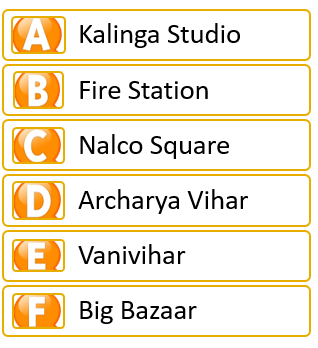 A Kalinga Studio
B Fire Station
C Nalco Square
D Archarya Vihar
E Vanivihar
F Big Bazaar